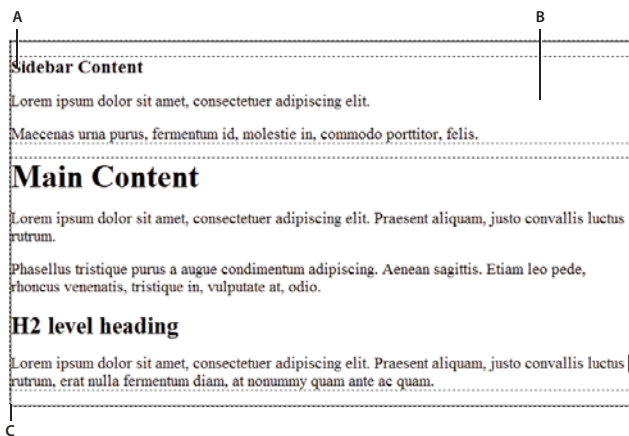 A
B
Sidebar Content
Lorem ipsum dolor sit amet, consectetuer adipiscing elit.
Maecenas urna purus, fermentum id, molestie in, commodo porttitor, felis.
Main Content
Lorem ipsum dolor sit amet, consectetuer adipiscing elit. Praesent aliquam, justo convallis luctus
rutrum.
Phasellus tristique purus a augue condimentum adipiscing. Aenean sagittis. Etiam leo pede,
rhoncus venenatis, tristique in, vulputate at, odio.
H2 level heading
Lorem ipsum dolor sit amet, consectetuer adipiscing elit. Praesent aliquam, justo convallis luctus
rutrum, erat nulla fermentum diam, at nonummy quam ante ac quam.
C